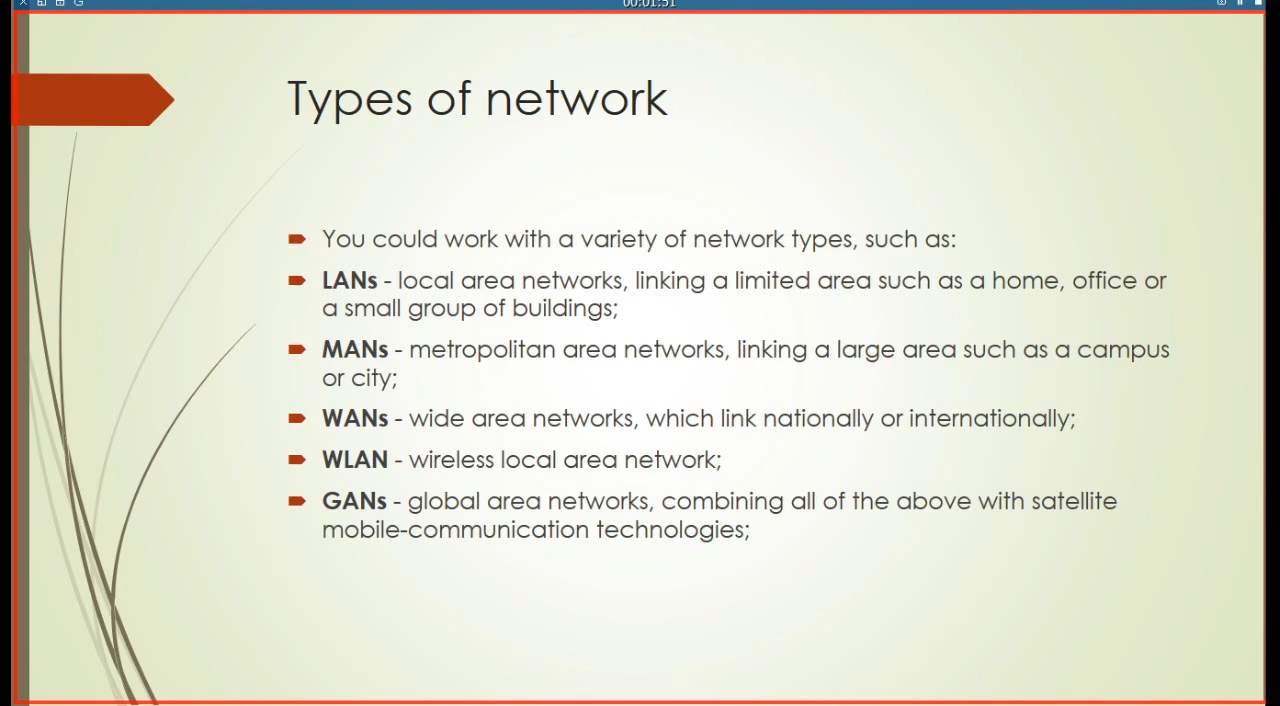 00:01:51
Types of network
You could work with a variety of network types, such as:
LANs - local area networks, linking a limited area such as a home, office or
a small group of buildings;
MANs - metropolitan area networks, linking a large area such as a campus
or city;
WANs - wide area networks, which link nationally or internationally;
WLAN - wireless local area network;
GANs - global area networks, combining all of the above with satellite
mobile-communication technologies;